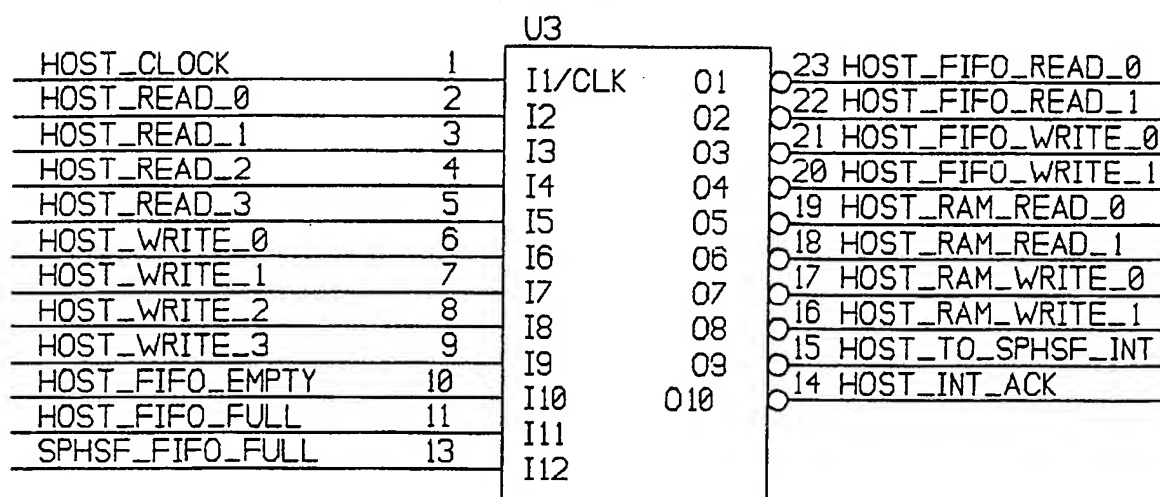 U3
HOST_CLOCK 1 I1/CLK O1 23 HOST_FIFO_READ_0
HOST_READ_0 2 I2 O2 22 HOST_FIFO_READ_1
HOST_READ_1 3 I3 O3 21 HOST_FIFO_WRITE_0
HOST_READ_2 4 I4 O4 20 HOST_FIFO_WRITE_1
HOST_READ_3 5 I5 O5 19 HOST_RAM_READ_0
HOST_WRITE_0 6 I6 O6 18 HOST_RAM_READ_1
HOST_WRITE_1 7 I7 O7 17 HOST_RAM_WRITE_0
HOST_WRITE_2 8 I8 O8 16 HOST_RAM_WRITE_1
HOST_WRITE_3 9 I9 O9 15 HOST_TO_SPHSF_INT
HOST_FIFO_EMPTY 10 I10 O10 14 HOST_INT_ACK
HOST_FIFO_FULL 11 I11
SPHSF_FIFO_FULL 13 I12